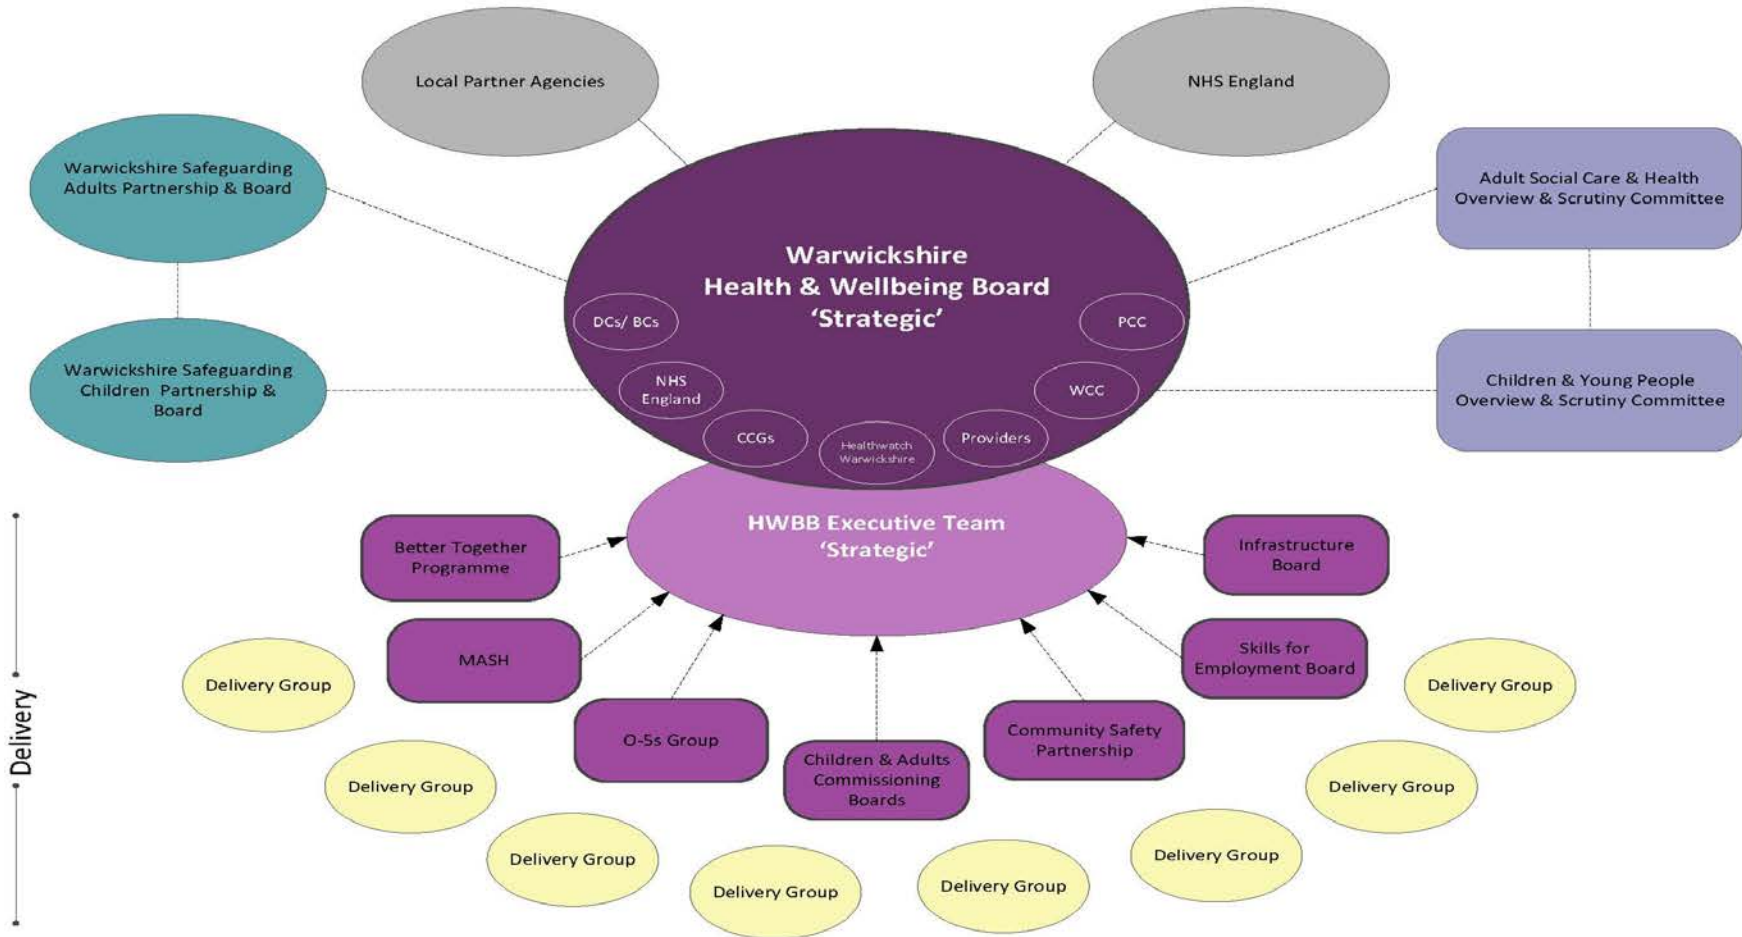 Local Partner Agencies
NHS England
Warwickshire Safeguarding
Adults Partnership & Board
Adult Social Care & Health
Overview & Scrutiny Committee
Warwickshire
Health & Wellbeing Board
‘Strategic’
DCs/ BCs
PCC
Warwickshire Safeguarding
Children Partnership &
Board
NHS
England
WCC
Children & Young People
Overview & Scrutiny Committee
CCGs
Healthwatch
Warwickshire
Providers
HWBB Executive Team
‘Strategic’
Better Together
Programme
Infrastructure
Board
MASH
Skills for
Employment Board
Delivery Group
Delivery Group
Delivery
O-5s Group
Community Safety
Partnership
Children & Adults
Commissioning
Boards
Delivery Group
Delivery Group
Delivery Group
Delivery Group
Delivery Group
Delivery Group